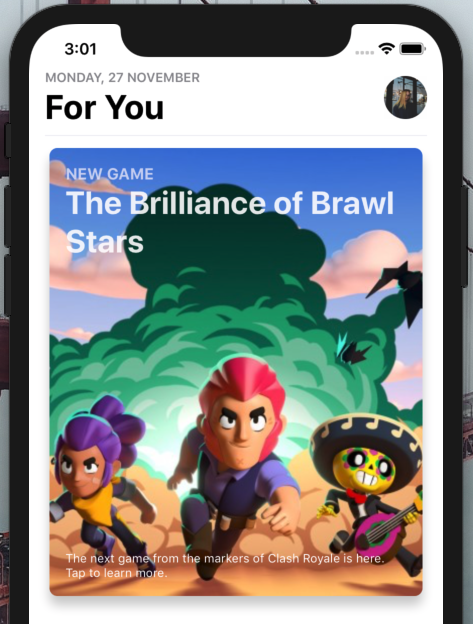 3:01
MONDAY, 27 NOVEMBER
For You
NEW GAME
The Brilliance of Brawl
Stars
The next game from the markers of Clash Royale is here.
Tap to learn more.